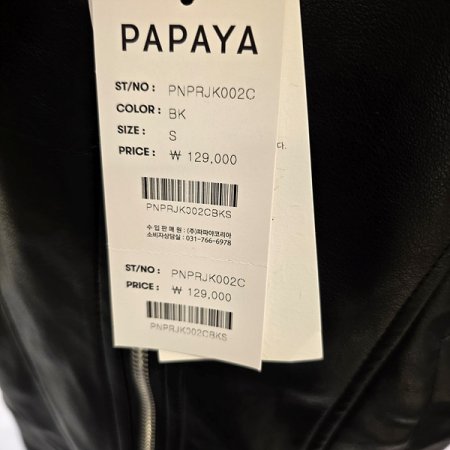 PAPAYA
ST/NO : PNPRJK002C
COLOR : BK
SIZE : S
PRICE : ₩ 129,000
PNPRJK002CBKS
수 입 판 매 원 : (주)파파야코리아
소비자상담실 : 031-766-6978
ST/NO : PNPRJK002C
PRICE : ₩ 129,000
PNPRJK002CBKS
다.